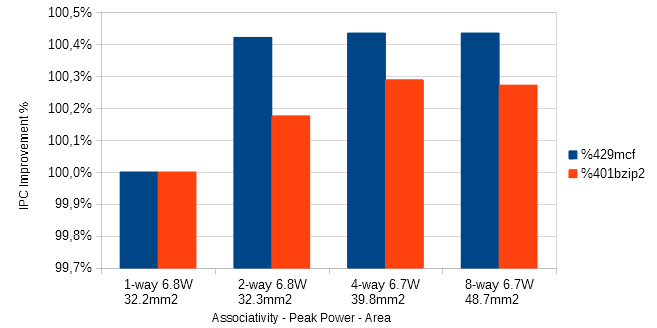 100,5%
100,4%
100,3%
100,2%
100,1%
100,0%
99,9%
99,8%
99,7%
IPC Improvement %
1-way 6.8W
32.2mm2
2-way 6.8W
32.3mm2
4-way 6.7W
39.8mm2
8-way 6.7W
48.7mm2
Associativity - Peak Power - Area
%429mcf
%401bzip2